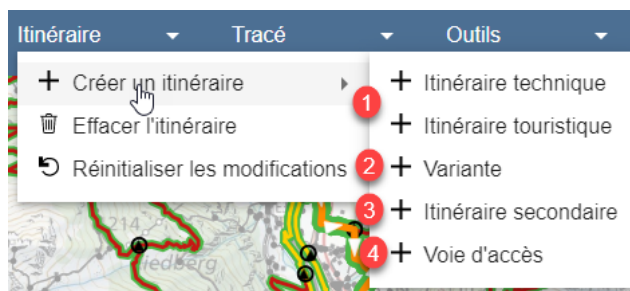 Itinéraire Tracé Outils
Créer un itinéraire
Effacer l'itinéraire
Réinitialiser les modifications
1
Itinéraire technique
Itinéraire touristique
2 Variante
3 Itinéraire secondaire
4 Voie d'accès
214